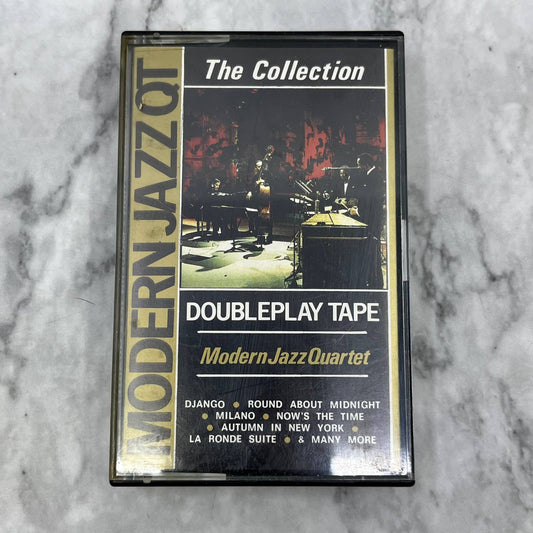 MODERN JAZZ QT
The Collection
DOUBLEPLAY TAPE
Modern Jazz Quartet
DJANGO • ROUND ABOUT MIDNIGHT
• MILANO • NOW'S THE TIME
• AUTUMN IN NEW YORK •
LA RONDE SUITE • & MANY MORE